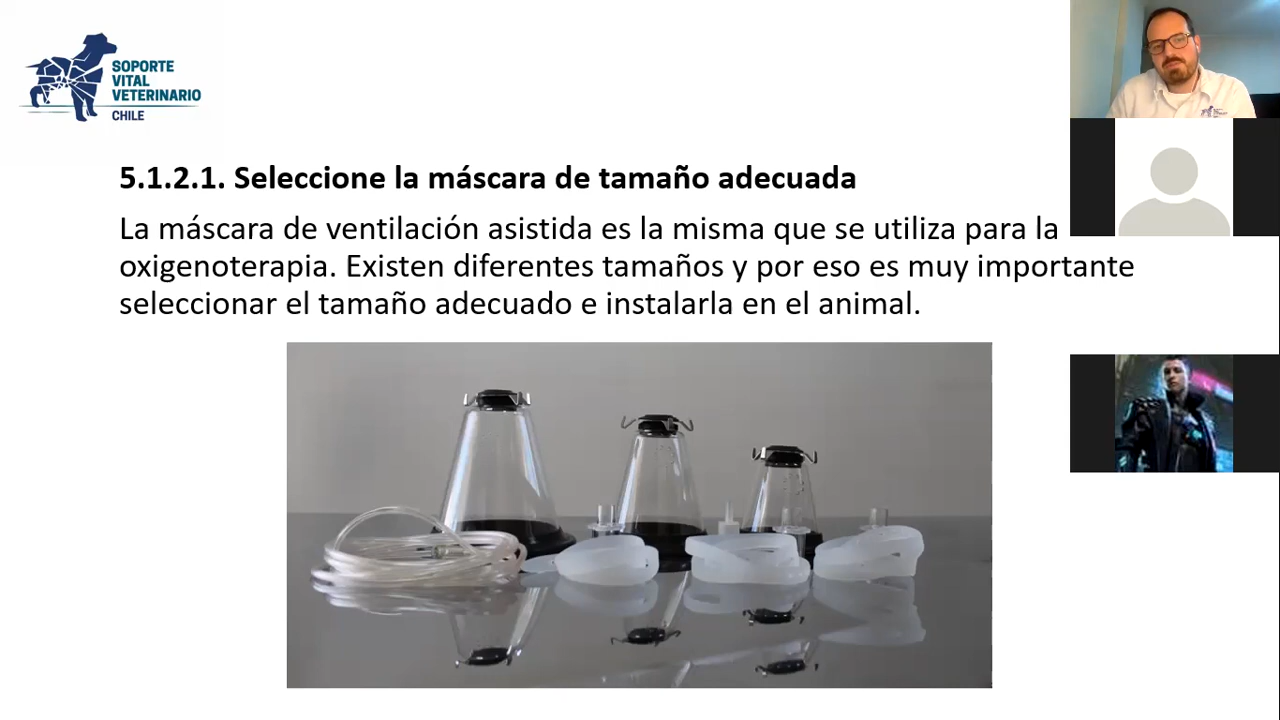 SOPORTE
VITAL
VETERINARIO
CHILE
5.1.2.1. Seleccione la máscara de tamaño adecuada
La máscara de ventilación asistida es la misma que se utiliza para la
oxigenoterapia. Existen diferentes tamaños y por eso es muy importante
seleccionar el tamaño adecuado e instalarla en el animal.